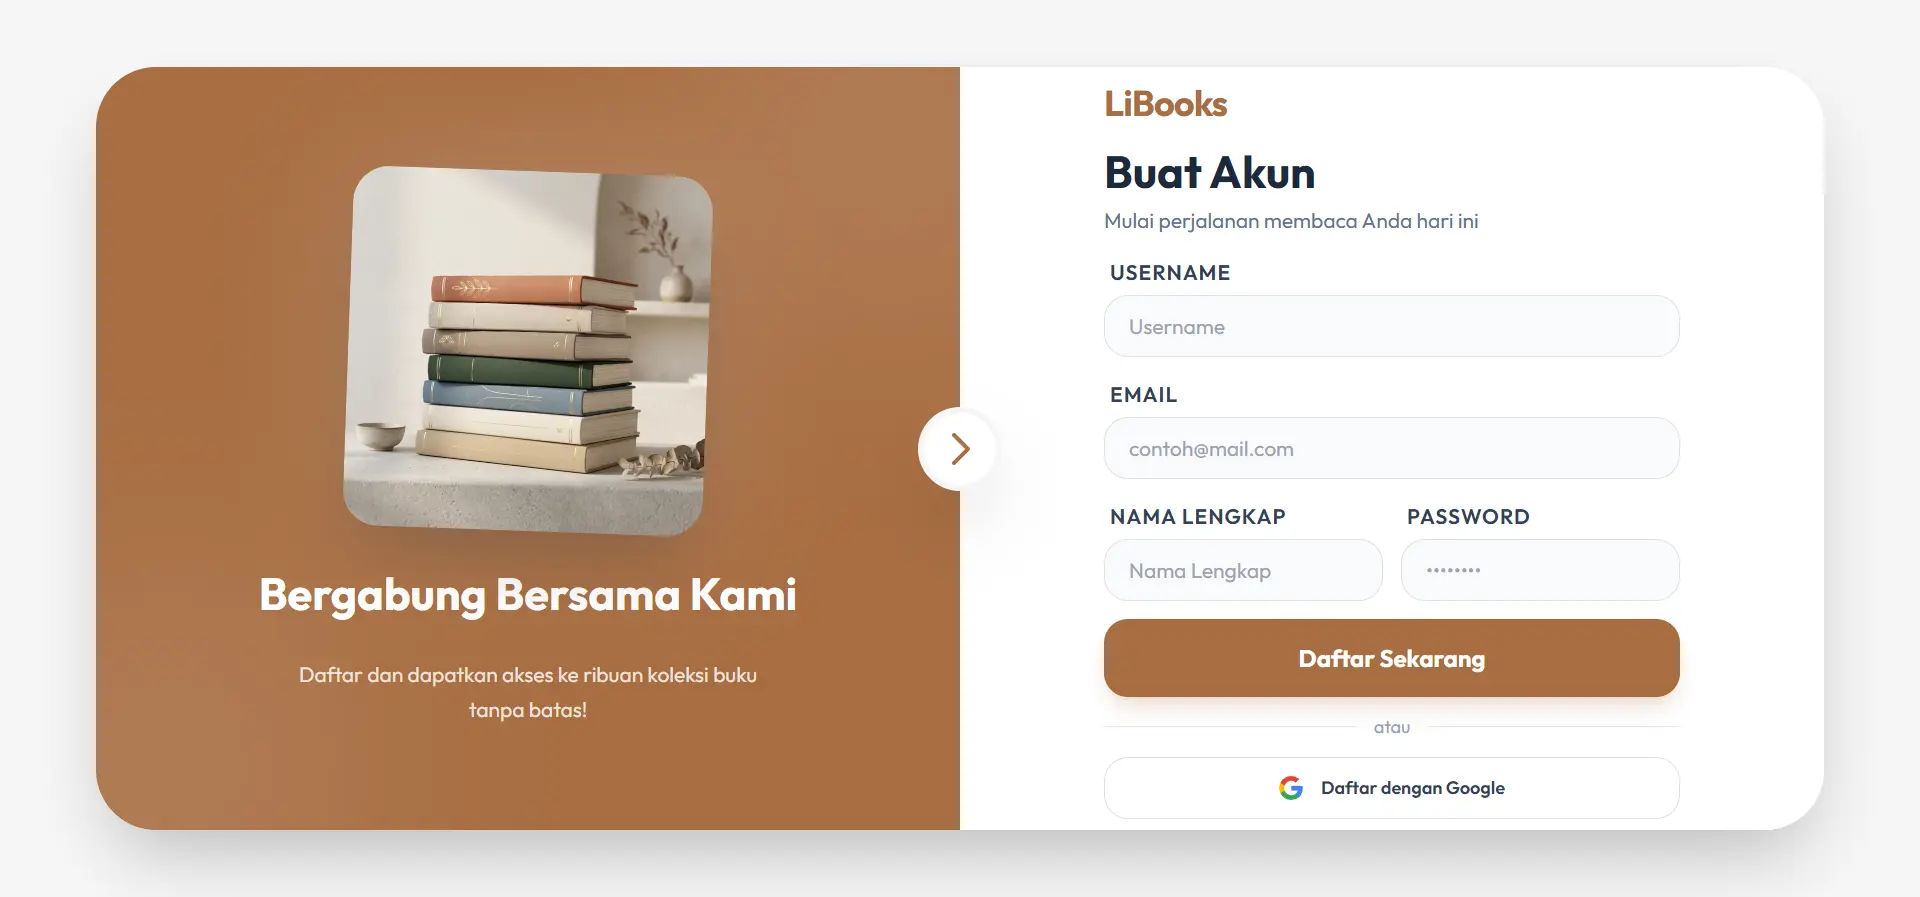 Bergabung Bersama Kami
Daftar dan dapatkan akses ke ribuan koleksi buku
tanpa batas!
LiBooks
Buat Akun
Mulai perjalanan membaca Anda hari ini
USERNAME
Username
EMAIL
contoh@mail.com
NAMA LENGKAP
Nama Lengkap
PASSWORD
••••••••
Daftar Sekarang
atau
Daftar dengan Google